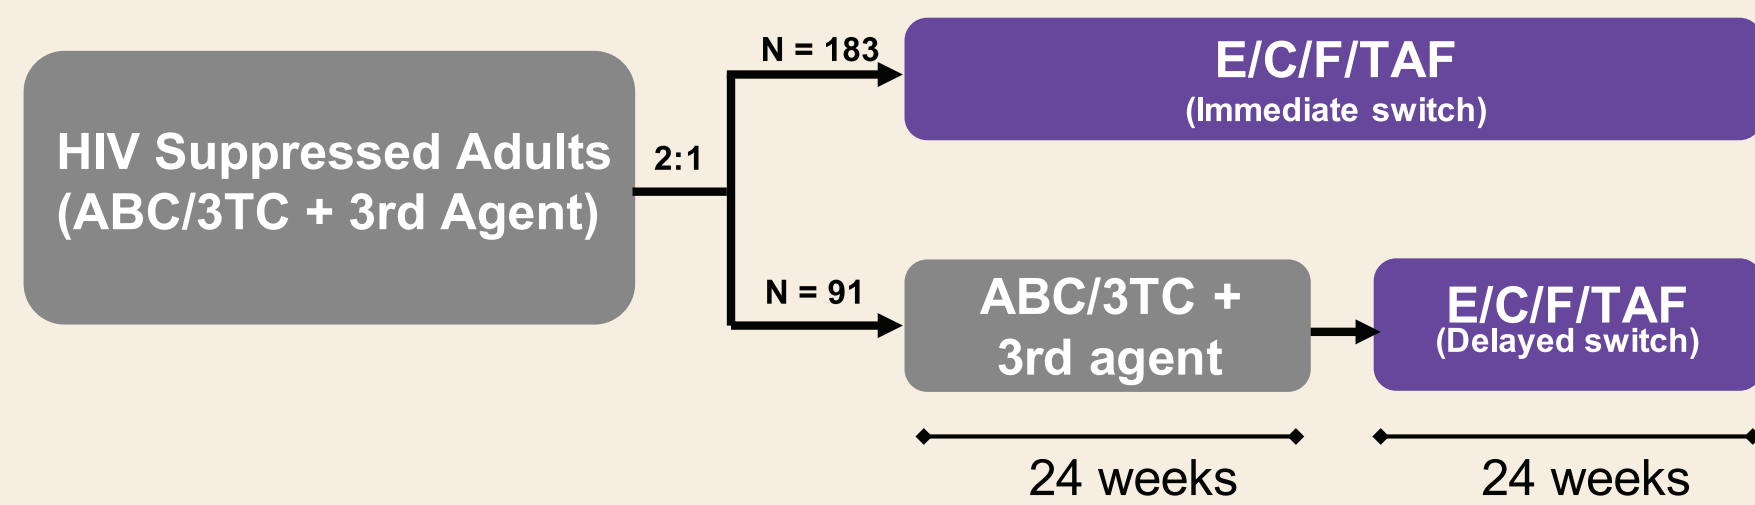 HIV Suppressed Adults
(ABC/3TC + 3rd Agent)
2:1
N = 183
E/C/F/TAF
(Immediate switch)
N = 91
ABC/3TC +
3rd agent
E/C/F/TAF
(Delayed switch)
24 weeks
24 weeks